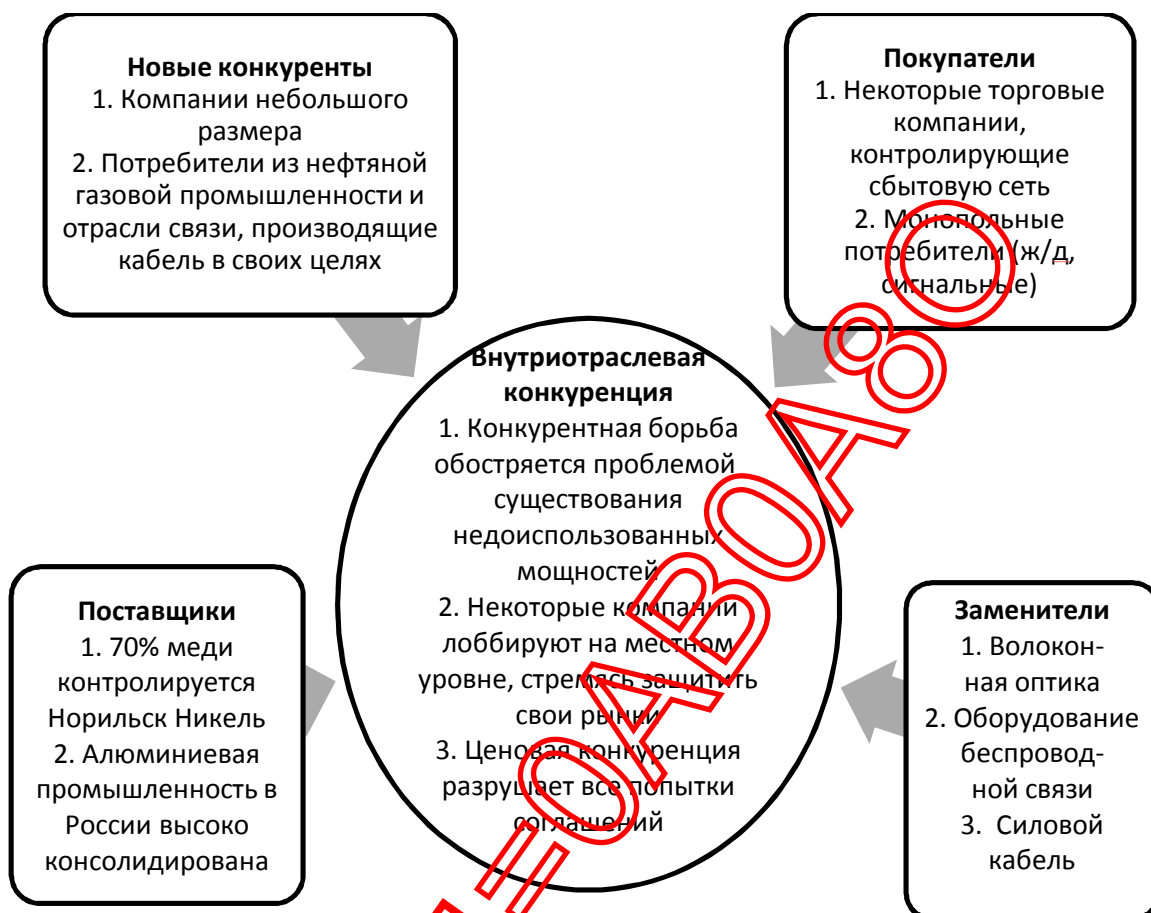 Новые конкуренты
1. Компании небольшого
размера
2. Потребители из нефтяной
газовой промышленности и
отрасли связи, производящие
кабель в своих целях
Покупатели
1. Некоторые торговые
компании,
контролирующие
сбытовую сеть
2. Монопольные
потребители (ж/д,
сигнальные)
Внутриотраслевая
конкуренция
1. Конкурентная борьба
обостряется проблемой
существования
недоиспользованных
мощностей
2. Некоторые компании
лоббируют на местном
уровне, стремясь защитить
свои рынки
3. Ценовая конкуренция
разрушает все попытки
соглашений
Поставщики
1. 70% меди
контролируется
Норильск Никель
2. Алюминиевая
промышленность в
России высоко
консолидирована
Заменители
1. Волокон-
ная оптика
2. Оборудование
беспровод-
ной связи
3. Силовой
кабель